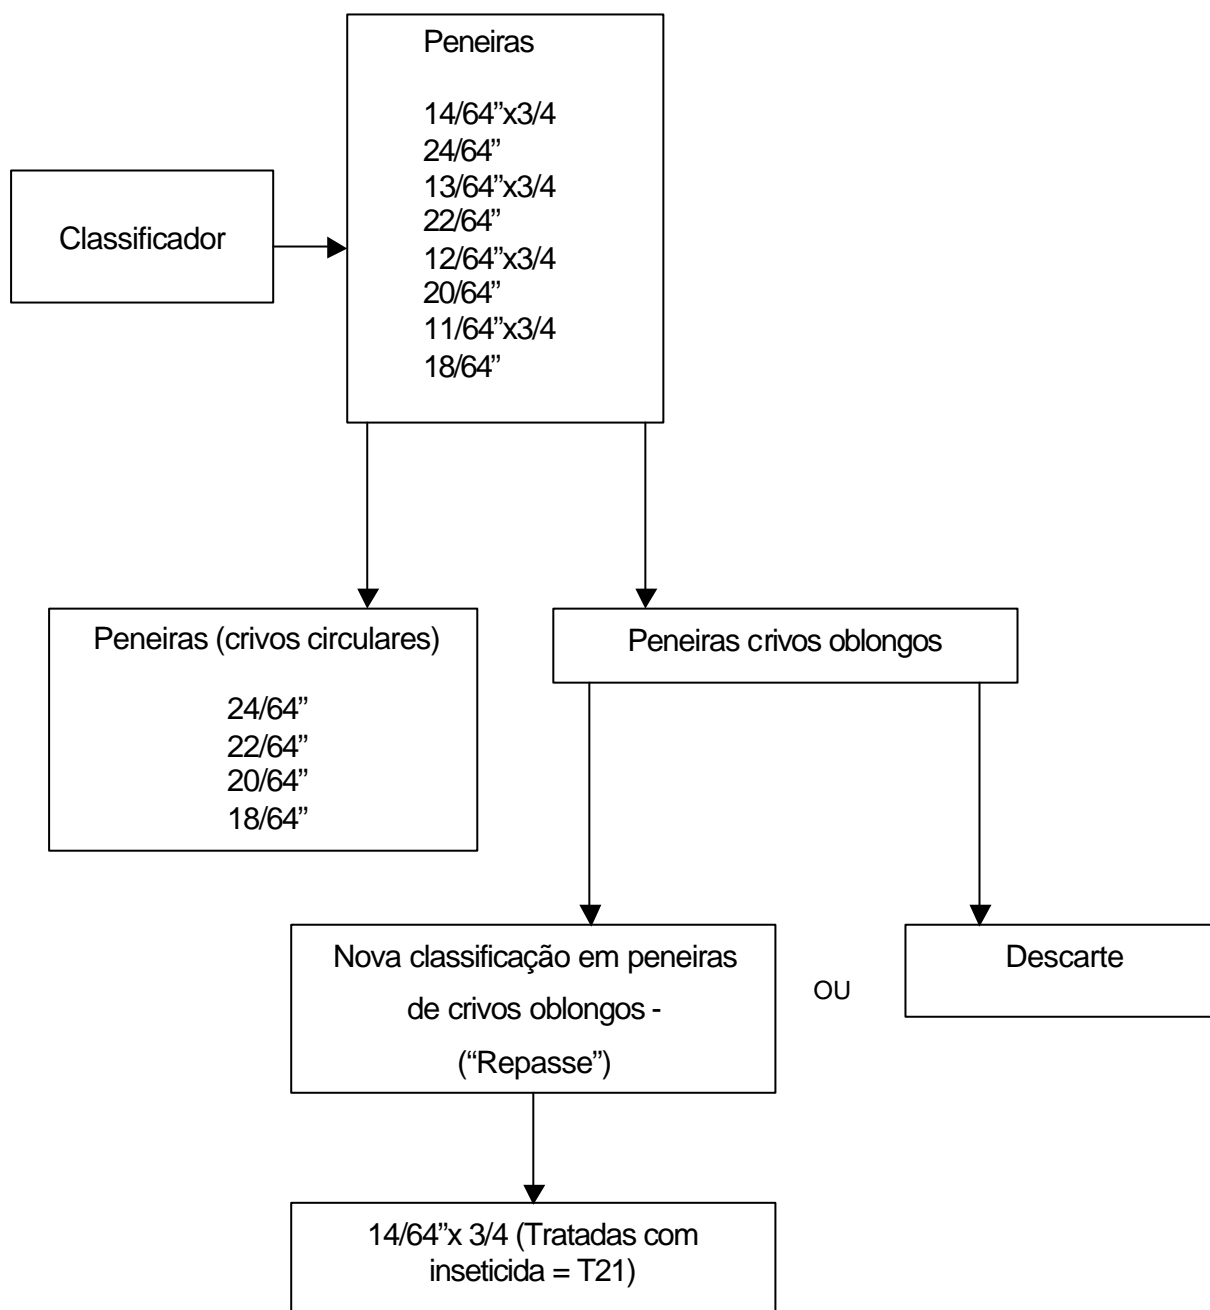 Peneiras
14/64”x3/4
24/64”
13/64”x3/4
22/64”
12/64”x3/4
20/64”
11/64”x3/4
18/64”
Classificador
Peneiras (crivos circulares)
24/64”
22/64”
20/64”
18/64”
Peneiras crivos oblongos
Nova classificação em peneiras
de crivos oblongos -
(“Repasse”)
OU
Descarte
14/64”x 3/4 (Tratadas com
inseticida = T21)